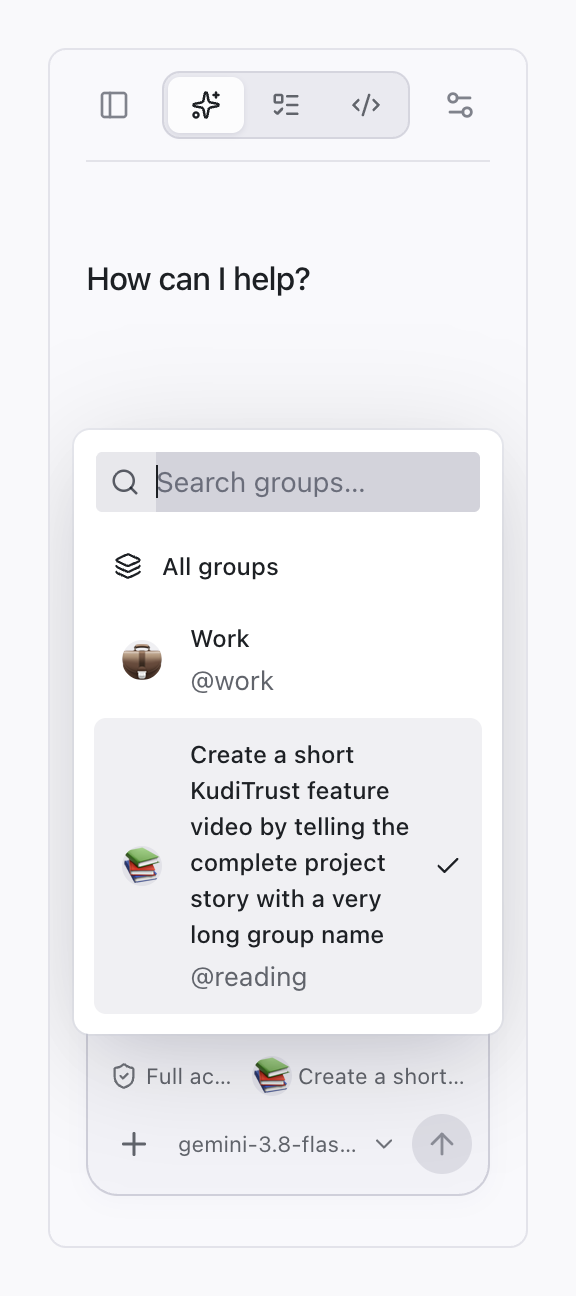 How can I help?
Search groups...
All groups
Work
@work
Create a short
KudiTrust feature
video by telling the
complete project
story with a very
long group name
@reading
Full ac... Create a short...
gemini-3.8-flas...